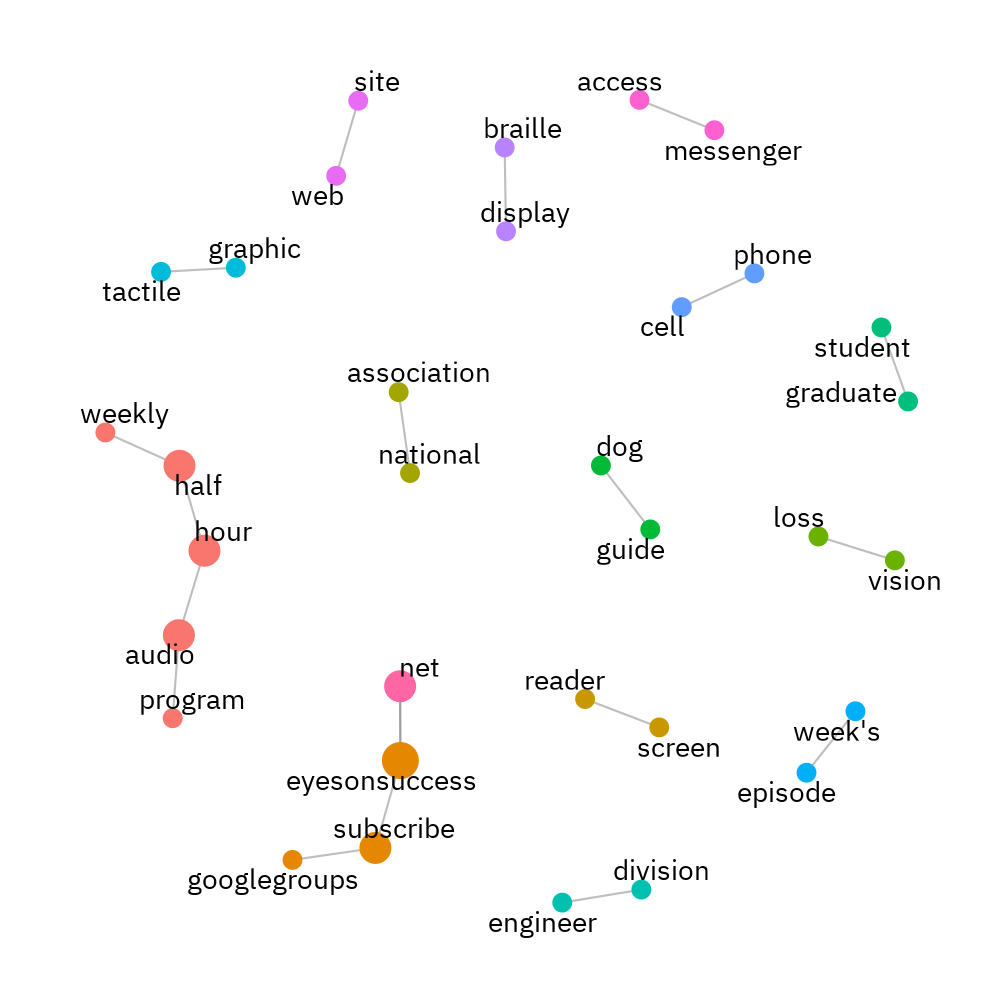 site
access
braille
messenger
web
display
graphic
phone
tactile
cell
student
association
graduate
weekly
dog
national
half
loss
hour
guide
vision
audio
net
reader
program
week's
screen
eyesonsuccess
episode
subscribe
googlegroups
division
engineer